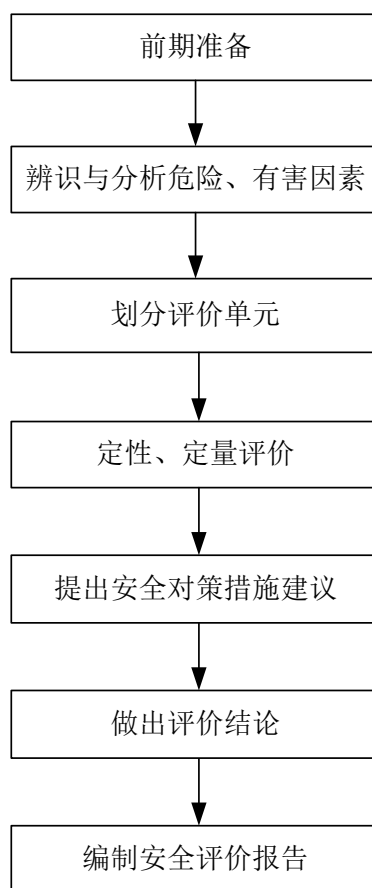 前期准备
辨识与分析危险、有害因素
划分评价单元
定性、定量评价
提出安全对策措施建议
做出评价结论
编制安全评价报告